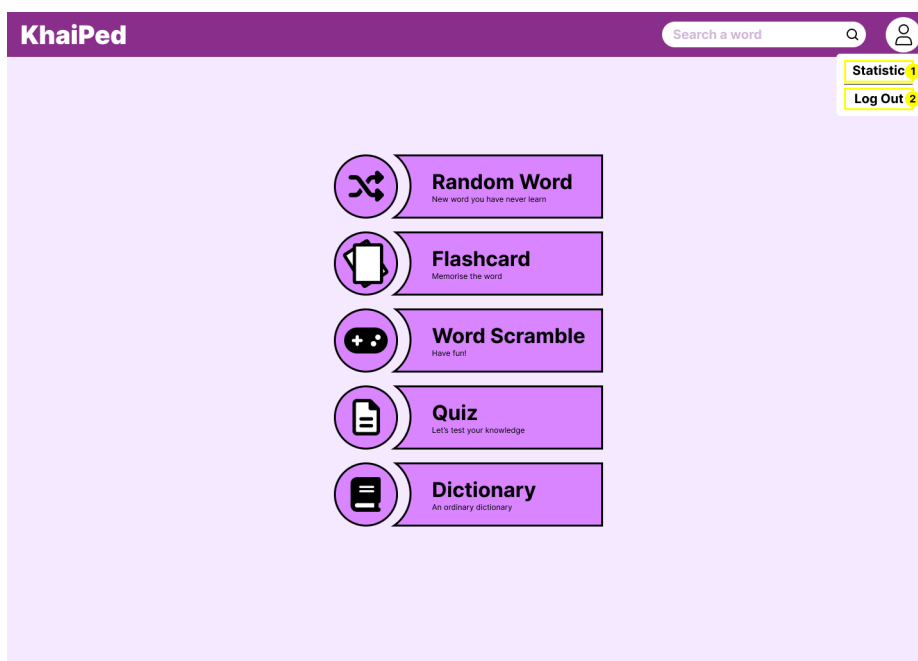 KhaiPed
Search a word
Statistic 1
Log Out 2
Random Word
New word you have never learn
Flashcard
Memorise the word
Word Scramble
Have fun!
Quiz
Let's test your knowledge
Dictionary
An ordinary dictionary